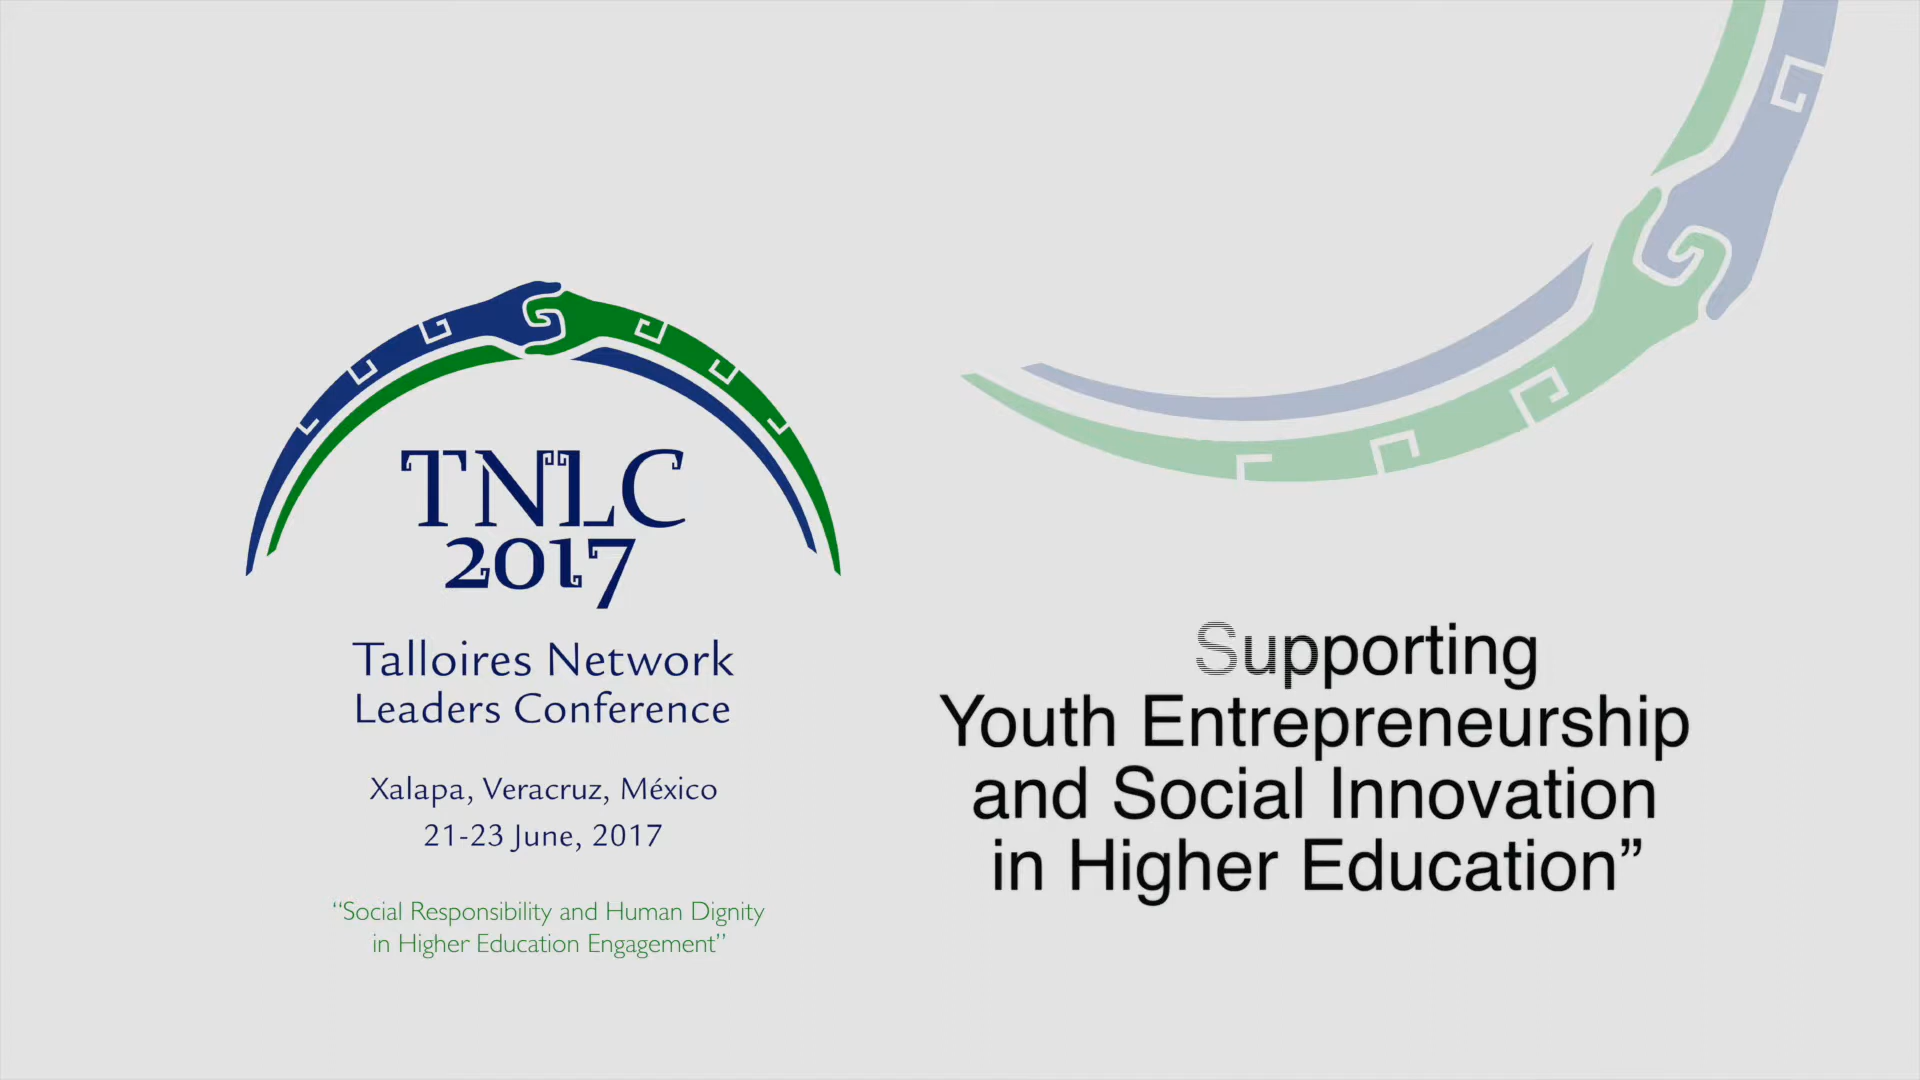 TNLC
2017
Talloires Network
Leaders Conference
Xalapa, Veracruz, México
21-23 June, 2017
“Social Responsibility and Human Dignity
in Higher Education Engagement”
Supporting
Youth Entrepreneurship
and Social Innovation
in Higher Education”